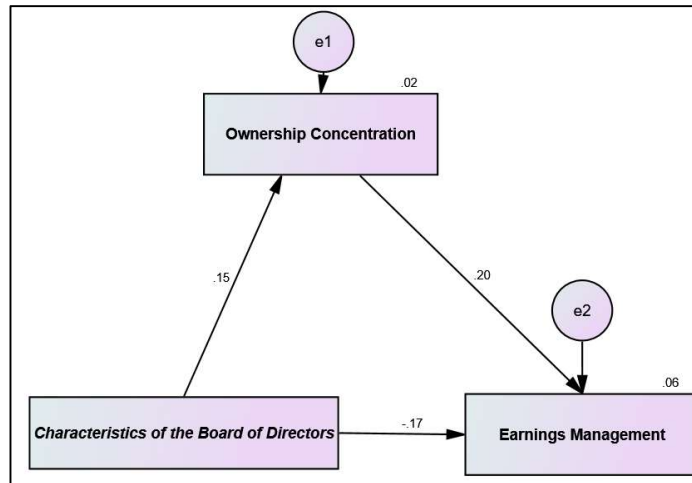 e1
.02
Ownership Concentration
.15
.20
e2
.06
Characteristics of the Board of Directors
-.17
Earnings Management